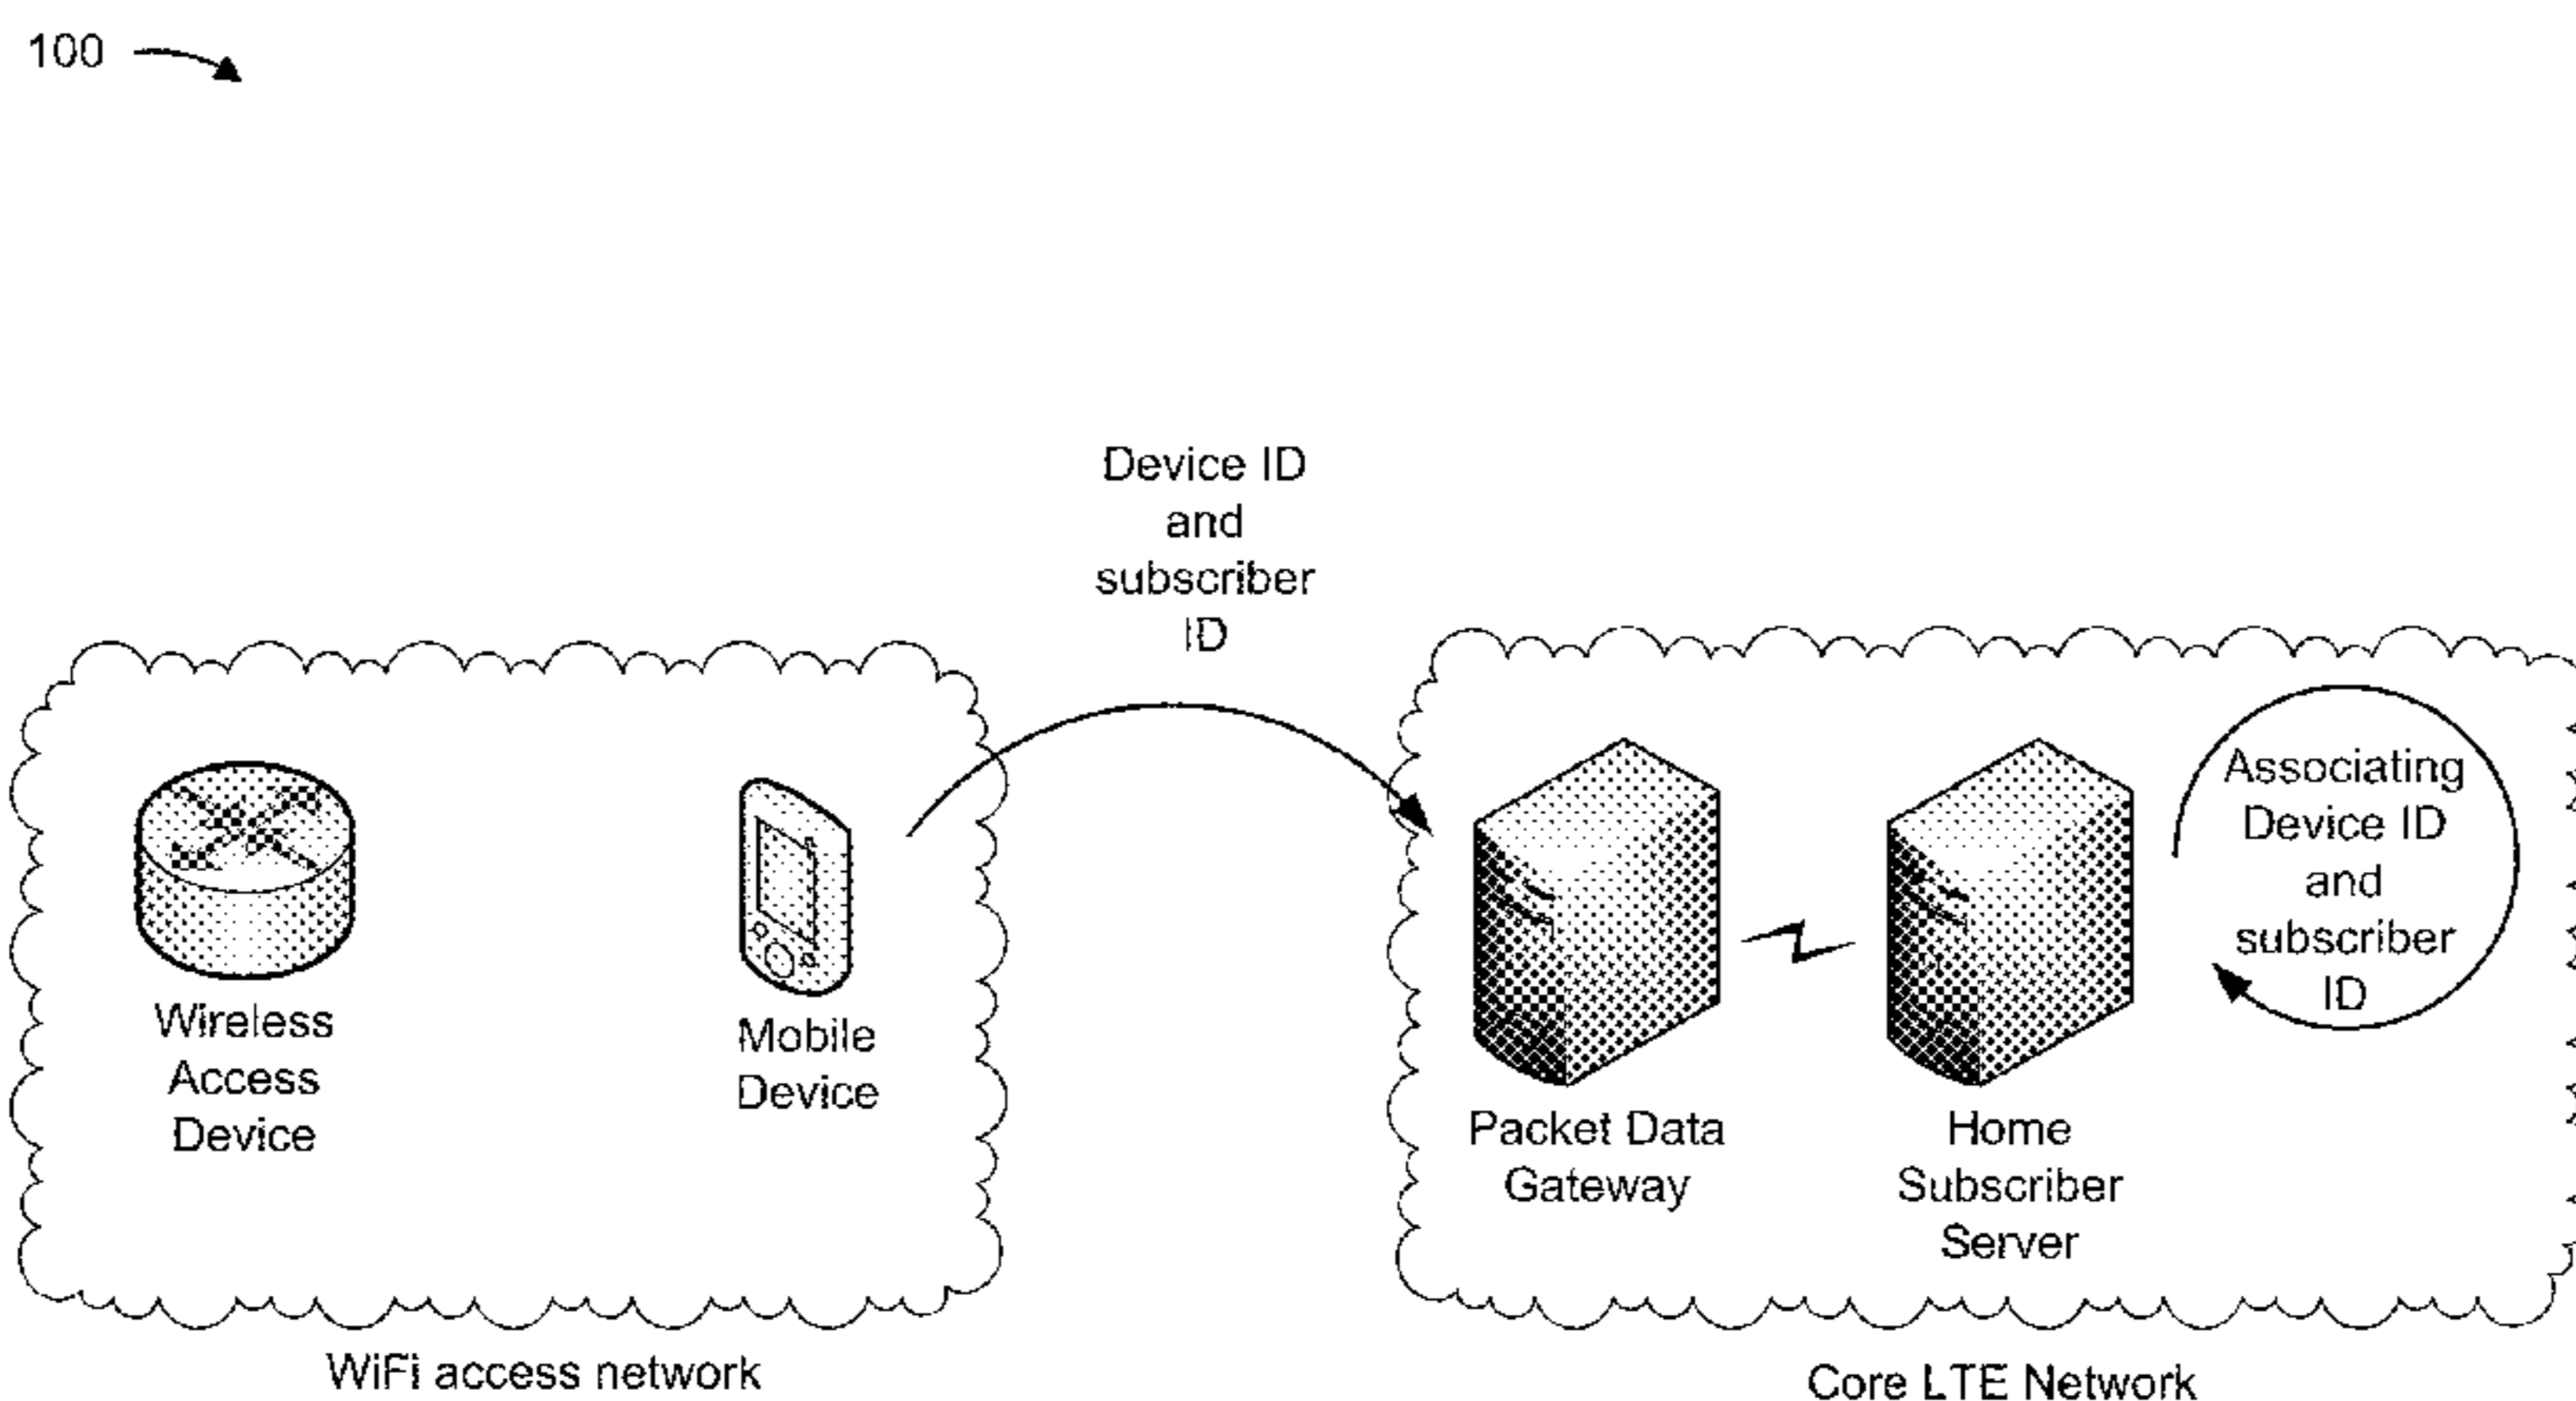 100
Device ID
and
subscriber
ID
Wireless
Access
Device
Mobile
Device
WiFi access network
Packet Data
Gateway
Home
Subscriber
Server
Associating
Device ID
and
subscriber
ID
Core LTE Network